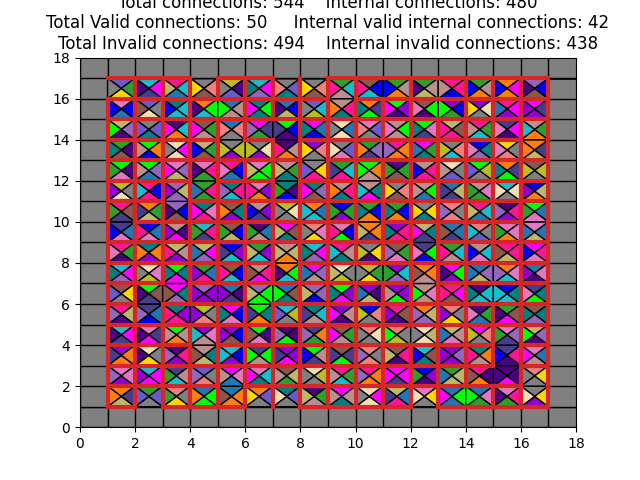 Total connections: 544    Internal connections: 480
Total Valid connections: 50    Internal valid internal connections: 42
Total Invalid connections: 494    Internal invalid connections: 438
18
16
14
12
10
8
6
4
2
0
0 2 4 6 8 10 12 14 16 18